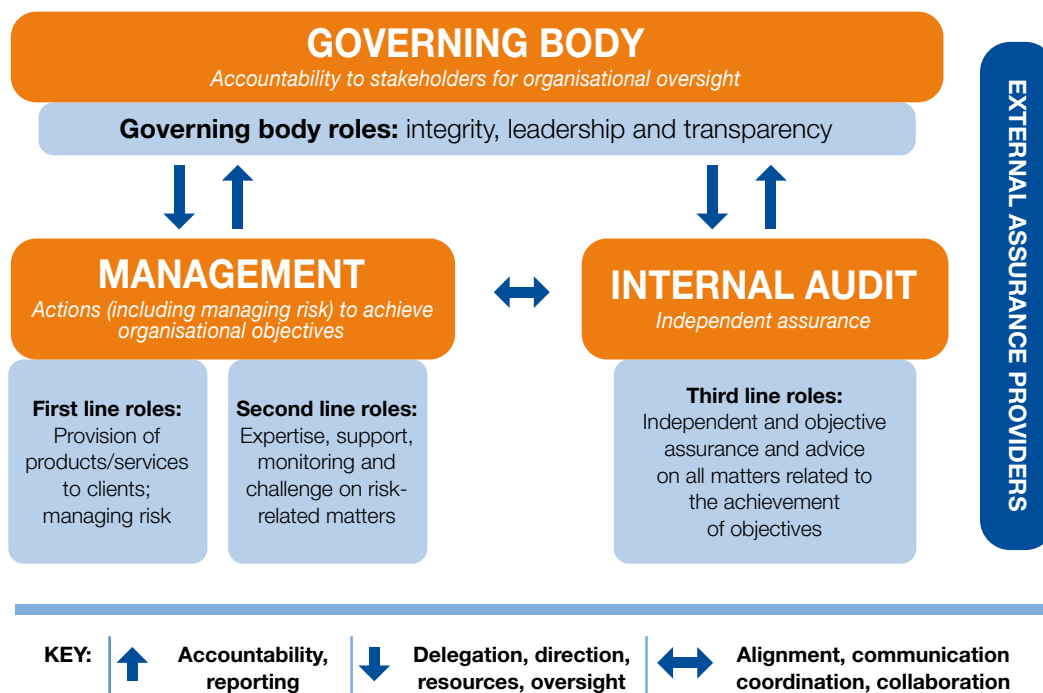 GOVERNING BODY
Accountability to stakeholders for organisational oversight
Governing body roles: integrity, leadership and transparency
MANAGEMENT
Actions (including managing risk) to achieve
organisational objectives
First line roles:
Provision of
products/services
to clients;
managing risk
Second line roles:
Expertise, support,
monitoring and
challenge on risk-
related matters
INTERNAL AUDIT
Independent assurance
Third line roles:
Independent and objective
assurance and advice
on all matters related to
the achievement
of objectives
EXTERNAL ASSURANCE PROVIDERS
KEY:
Accountability,
reporting
Delegation, direction,
resources, oversight
Alignment, communication
coordination, collaboration